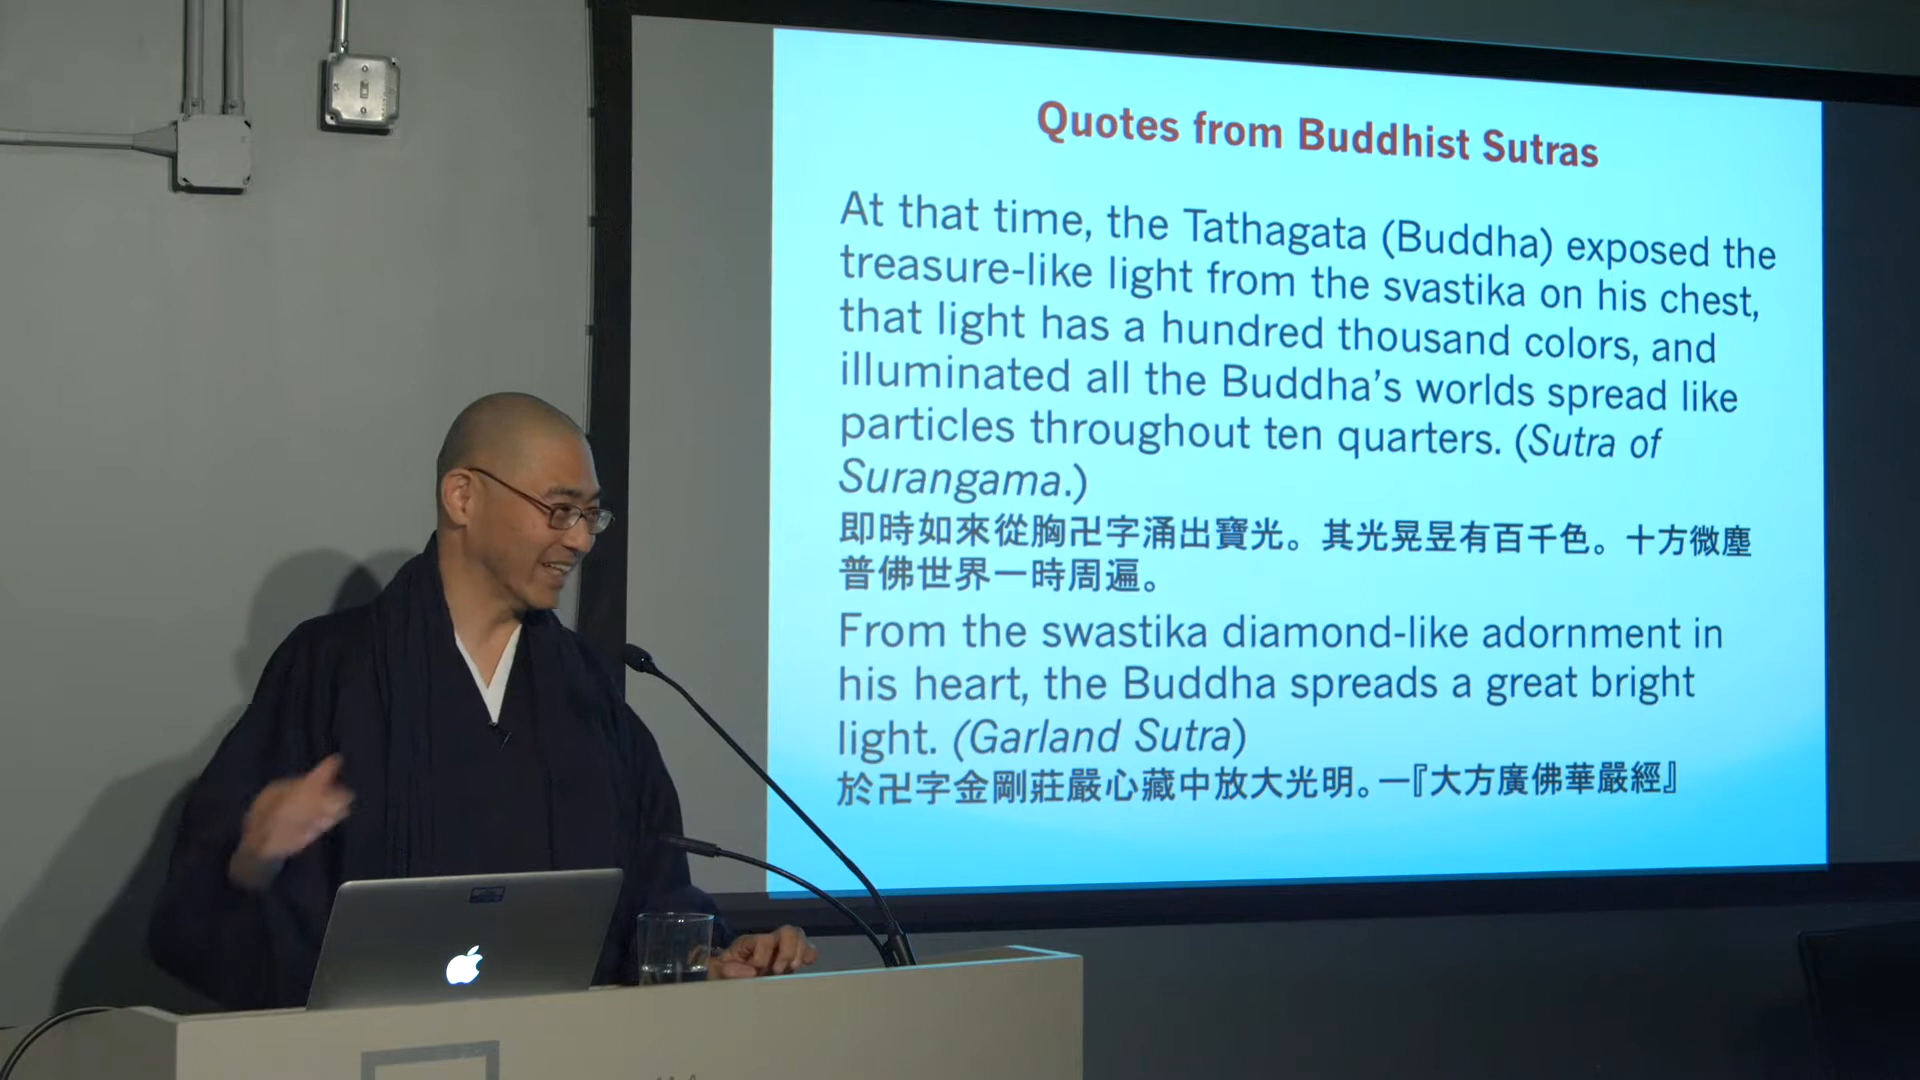 Quotes from Buddhist Sutras
At that time, the Tathagata (Buddha) exposed the
treasure-like light from the svastika on his chest,
that light has a hundred thousand colors, and
illuminated all the Buddha’s worlds spread like
particles throughout ten quarters. (Sutra of
Surangama.)
即時如來從胸卍字涌出寶光。其光晃昱有百千色。十方微塵
普佛世界一時周遍。
From the swastika diamond-like adornment in
his heart, the Buddha spreads a great bright
light. (Garland Sutra)
於卍字金剛莊嚴心藏中放大光明。—『大方廣佛華嚴經』